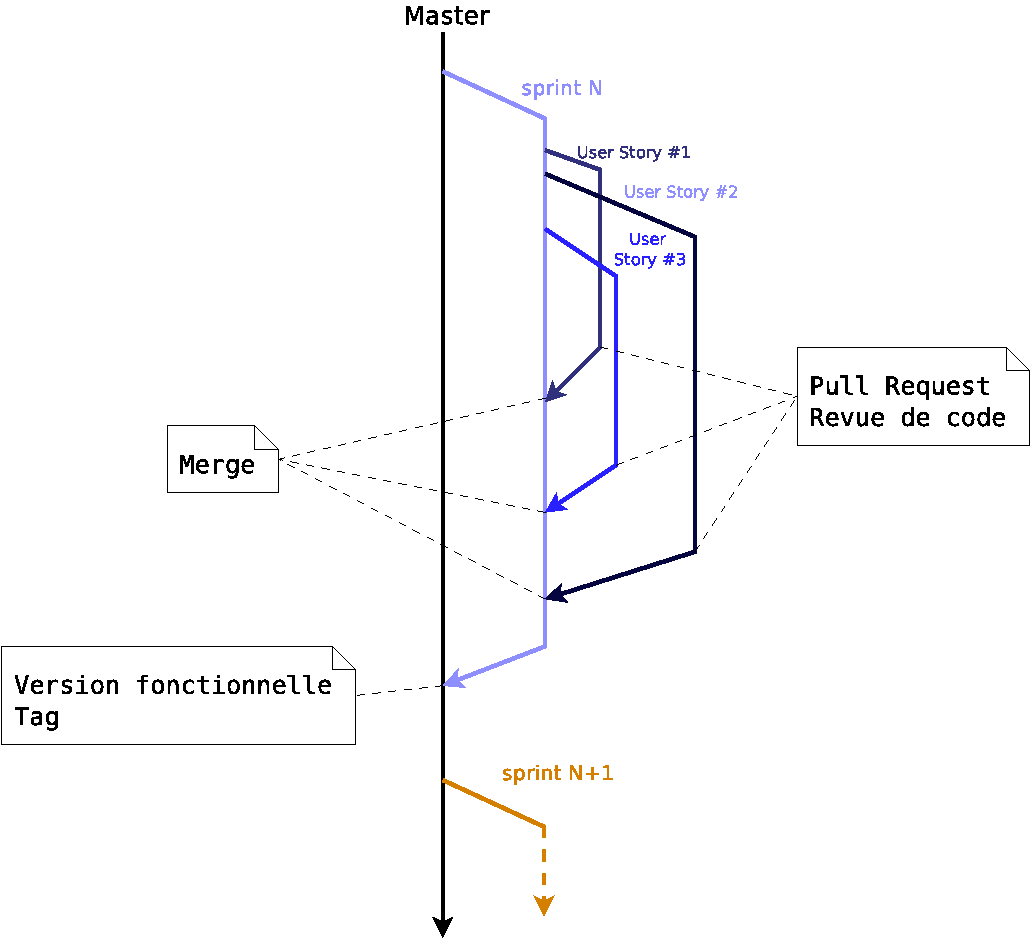 Master
sprint N
User Story #1
User Story #2
User
Story #3
Pull Request
Revue de code
Merge
Version fonctionnelle
Tag
sprint N+1